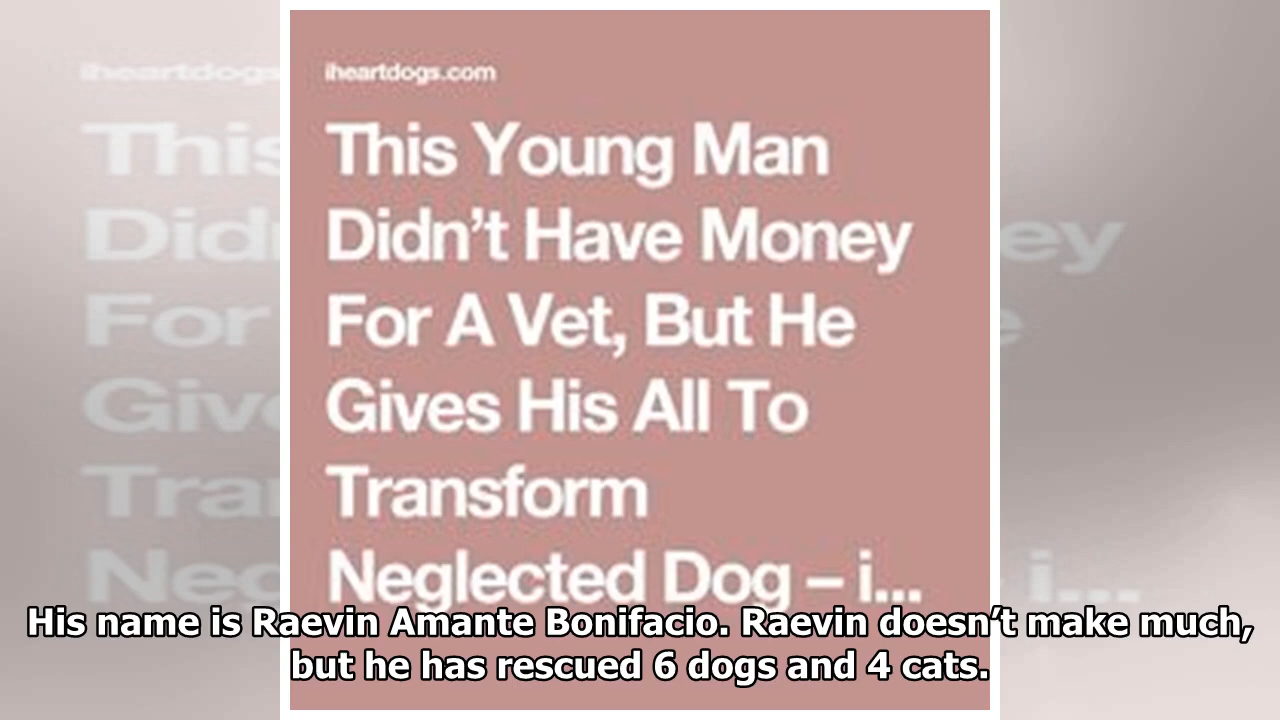 iheartdogs.com
This Young Man
Didn’t Have Money
For A Vet, But He
Gives His All To
Transform
Neglected Dog – i...
His name is Raevin Amante Bonifacio. Raevin doesn’t make much,
but he has rescued 6 dogs and 4 cats.